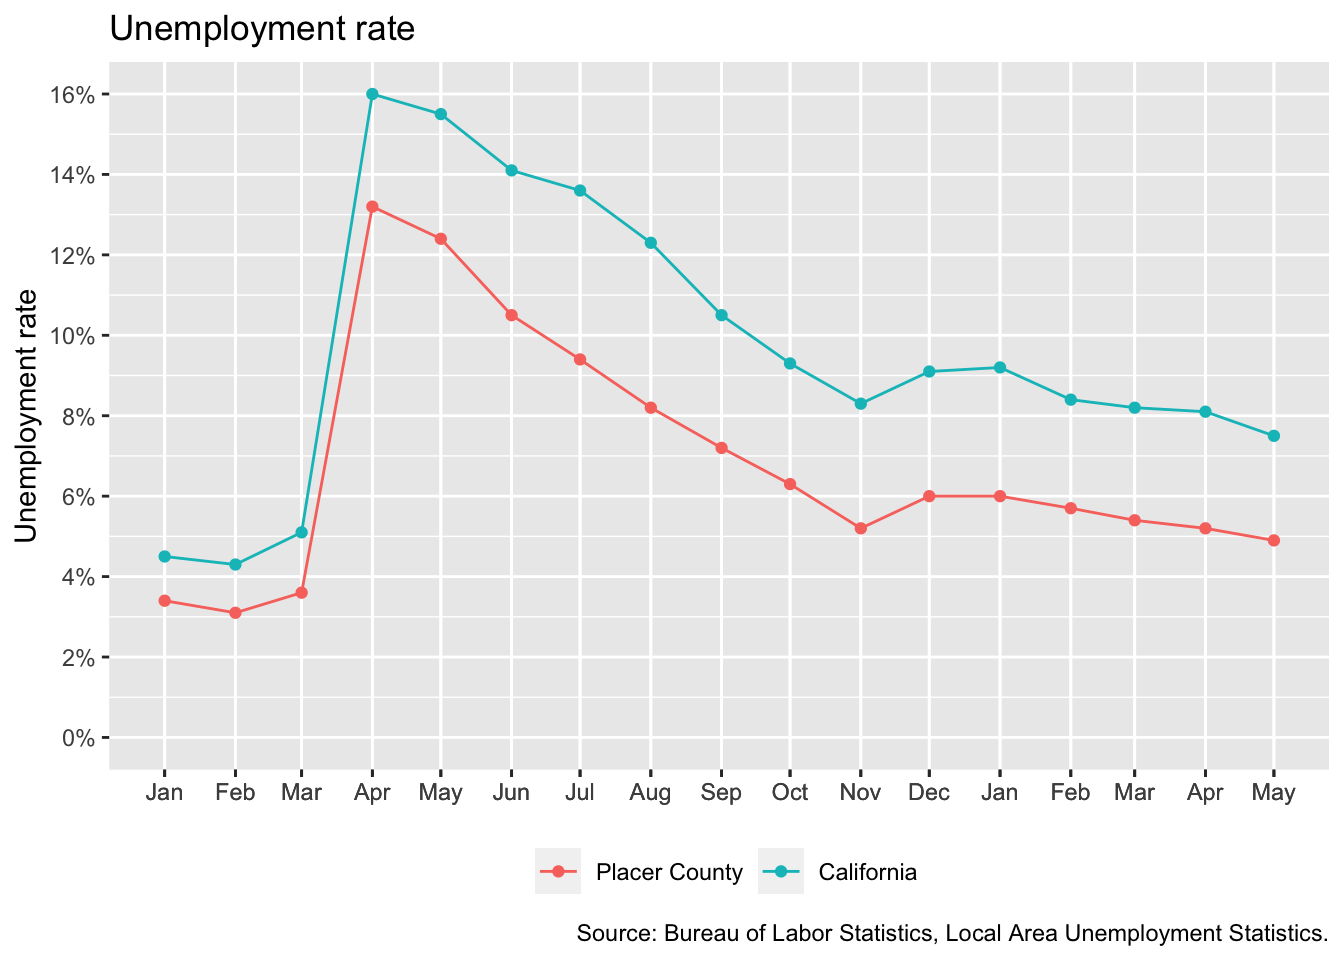 Unemployment rate
Unemployment rate
16%
14%
12%
10%
8%
6%
4%
2%
0%
Jan Feb Mar Apr May Jun Jul Aug Sep Oct Nov Dec Jan Feb Mar Apr May
Placer County California
Source: Bureau of Labor Statistics, Local Area Unemployment Statistics.